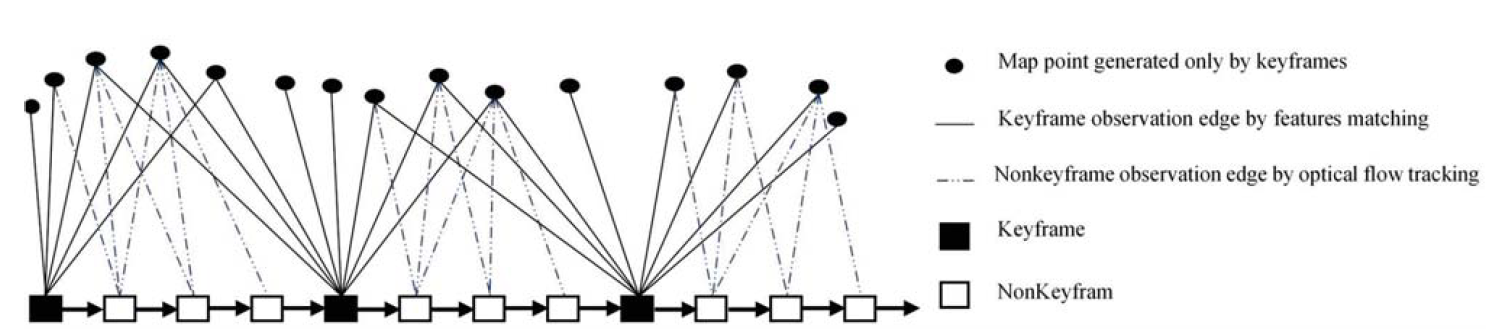 Map point generated only by keyframes
Keyframe observation edge by features matching
Nonkeyframe observation edge by optical flow tracking
Keyframe
NonKeyfram